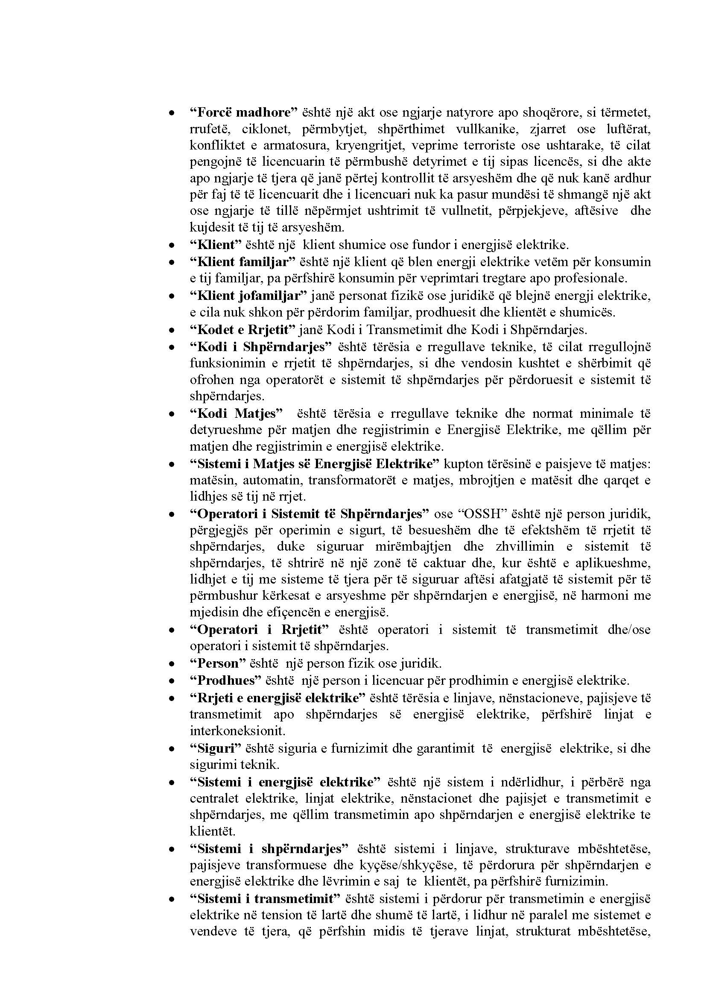 • “Forcë madhore” është një akt ose ngjarje natyrore apo shoqërore, si tërmetet,
rrufetë, ciklonet, përmbytjet, shpërthimet vullkanike, zjarret ose luftërat,
konfliktet e armatosura, kryengritjet, veprime terroriste ose ushtarake, të cilat
pengojnë të licencuarin të përmbushë detyrimet e tij sipas licencës, si dhe akte
apo ngjarje të tjera që janë përtej kontrollit të arsyeshëm dhe që nuk kanë ardhur
për faj të të licencuarit dhe i licencuari nuk ka pasur mundësi të shmangë një akt
ose ngjarje të tillë nëpërmjet ushtrimit të vullnetit, përpjekjeve, aftësive dhe
kujdesit të tij të arsyeshëm.
• “Klient” është një klient shumice ose fundor i energjisë elektrike.
• “Klient familjar” është një klient që blen energji elektrike vetëm për konsumin
e tij familjar, pa përfshirë konsumin për veprimtari tregtare apo profesionale.
• “Klient jofamiljar” janë personat fizikë ose juridikë që blejnë energji elektrike,
e cila nuk shkon për përdorim familjar, prodhuesit dhe klientët e shumicës.
• “Kodet e Rrjetit” janë Kodi i Transmetimit dhe Kodi i Shpërndarjes.
• “Kodi i Shpërndarjes” është tërësia e rregullave teknike, të cilat rregullojnë
funksionimin e rrjetit të shpërndarjes, si dhe vendosin kushtet e shërbimit që
ofrohen nga operatorët e sistemit të shpërndarjes për përdoruesit e sistemit të
shpërndarjes.
• “Kodi Matjes” është tërësia e rregullave teknike dhe normat minimale të
detyrueshme për matjen dhe regjistrimin e Energjisë Elektrike, me qëllim për
matjen dhe regjistrimin e energjisë elektrike.
• “Sistemi i Matjes së Energjisë Elektrike” kupton tërësinë e paisjeve të matjes:
matësin, automatin, transformatorët e matjes, mbrojtjen e matësit dhe qarqet e
lidhjes së tij në rrjet.
• “Operatori i Sistemit të Shpërndarjes” ose “OSSH” është një person juridik,
përgjegjës për operimin e sigurt, të besueshëm dhe të efektshëm të rrjetit të
shpërndarjes, duke siguruar mirëmbajtjen dhe zhvillimin e sistemit të
shpërndarjes, të shtrirë në një zonë të caktuar dhe, kur është e aplikueshme,
lidhjet e tij me sisteme të tjera për të siguruar aftësi afatgjatë të sistemit për të
përmbushur kërkesat e arsyeshme për shpërndarjen e energjisë, në harmoni me
mjedisin dhe efiçencën e energjisë.
• “Operatori i Rrjetit” është operatori i sistemit të transmetimit dhe/ose
operatori i sistemit të shpërndarjes.
• “Person” është një person fizik ose juridik.
• “Prodhues” është një person i licencuar për prodhimin e energjisë elektrike.
• “Rrjeti e energjisë elektrike” është tërësia e linjave, nënstacioneve, pajisjeve të
transmetimit apo shpërndarjes së energjisë elektrike, përfshirë linjat e
interkoneksionit.
• “Siguri” është siguria e furnizimit dhe garantimit të energjisë elektrike, si dhe
sigurimi teknik.
• “Sistemi i energjisë elektrike” është një sistem i ndërlidhur, i përbërë nga
centralet elektrike, linjat elektrike, nënstacionet dhe pajisjet e transmetimit e
shpërndarjes, me qëllim transmetimin apo shpërndarjen e energjisë elektrike te
klientët.
• “Sistemi i shpërndarjes” është sistemi i linjave, strukturave mbështetëse,
pajisjeve transformuese dhe kyçëse/shkyçëse, të përdorura për shpërndarjen e
energjisë elektrike dhe lëvrimin e saj te klientët, pa përfshirë furnizimin.
• “Sistemi i transmetimit” është sistemi i përdorur për transmetimin e energjisë
elektrike në tension të lartë dhe shumë të lartë, i lidhur në paralel me sistemet e
vendeve të tjera, që përfshin midis të tjerave linjat, strukturat mbështetëse,